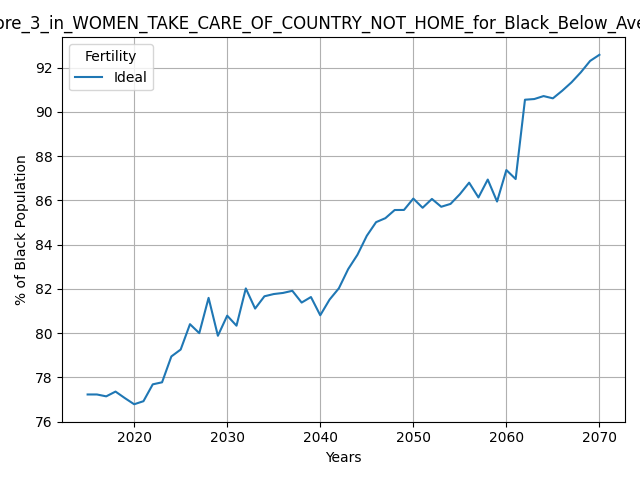 ore_3_in_WOMEN_TAKE_CARE_OF_COUNTRY_NOT_HOME_for_Black_Below_Ave
Fertility
Ideal
% of Black Population
92
90
88
86
84
82
80
78
76
2020 2030 2040 2050 2060 2070
Years